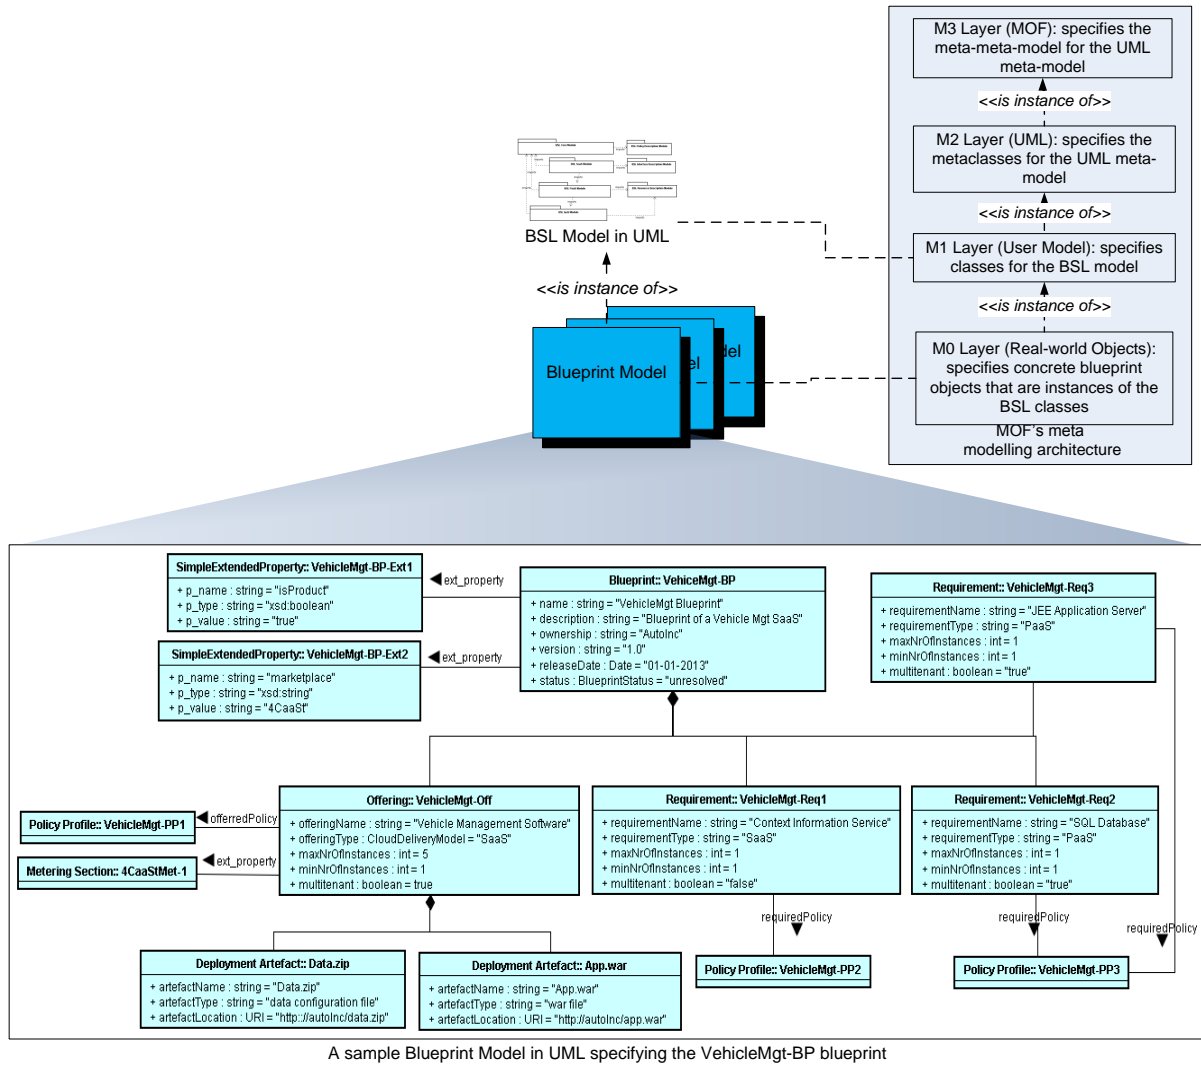 M3 Layer (MOF): specifies the
meta-meta-model for the UML
meta-model
<<is instance of>>
M2 Layer (UML): specifies the
metaclasses for the UML meta-
model
<<is instance of>>
M1 Layer (User Model): specifies
classes for the BSL model
<<is instance of>>
M0 Layer (Real-world Objects):
specifies concrete blueprint
objects that are instances of the
BSL classes
MOF's meta
modelling architecture
BSL Model in UML
<<is instance of>>
Blueprint Model
SimpleExtendedProperty:: VehicleMgt-BP-Ext1
+ p_name : string = "isProduct"
+ p_type : string = "xsd:boolean"
+ p_value : string = "true"
ext_property
SimpleExtendedProperty:: VehicleMgt-BP-Ext2
+ p_name : string = "marketplace"
+ p_type : string = "xsd:string"
+ p_value : string = "4CaaSt"
ext_property
Blueprint:: VehiceMgt-BP
+ name : string = "VehicleMgt Blueprint"
+ description : string = "Blueprint of a Vehicle Mgt SaaS"
+ ownership : string = "AutoInc"
+ version : string = "1.0"
+ releaseDate : Date = "01-01-2013"
+ status : BlueprintStatus = "unresolved"
Requirement:: VehicleMgt-Req3
+ requirementName : string = "JEE Application Server"
+ requirementType : string = "PaaS"
+ maxNrOfInstances : int = 1
+ minNrOfInstances : int = 1
+ multitenant : boolean = "true"
Policy Profile:: VehicleMgt-PP1
offerredPolicy
Metering Section:: 4CaaStMet-1
ext_property
Offering:: VehicleMgt-Off
+ offeringName : string = "Vehicle Management Software"
+ offeringType : CloudDeliveryModel = "SaaS"
+ maxNrOfInstances : int = 5
+ minNrOfInstances : int = 1
+ multitenant : boolean = true
Requirement:: VehicleMgt-Req1
+ requirementName : string = "Context Information Service"
+ requirementType : string = "SaaS"
+ maxNrOfInstances : int = 1
+ minNrOfInstances : int = 1
+ multitenant : boolean = "false"
Requirement:: VehicleMgt-Req2
+ requirementName : string = "SQL Database"
+ requirementType : string = "PaaS"
+ maxNrOfInstances : int = 1
+ minNrOfInstances : int = 1
+ multitenant : boolean = "true"
requiredPolicy
requiredPolicy
requiredPolicy
Deployment Artefact:: Data.zip
+ artefactName : string = "Data.zip"
+ artefactType : string = "data configuration file"
+ artefactLocation : URI = "http:://autoInc/data.zip"
Deployment Artefact:: App.war
+ artefactName : string = "App.war"
+ artefactType : string = "war file"
+ artefactLocation : URI = "http://autoInc/app.war"
Policy Profile:: VehicleMgt-PP2
Policy Profile:: VehicleMgt-PP3
A sample Blueprint Model in UML specifying the VehicleMgt-BP blueprint